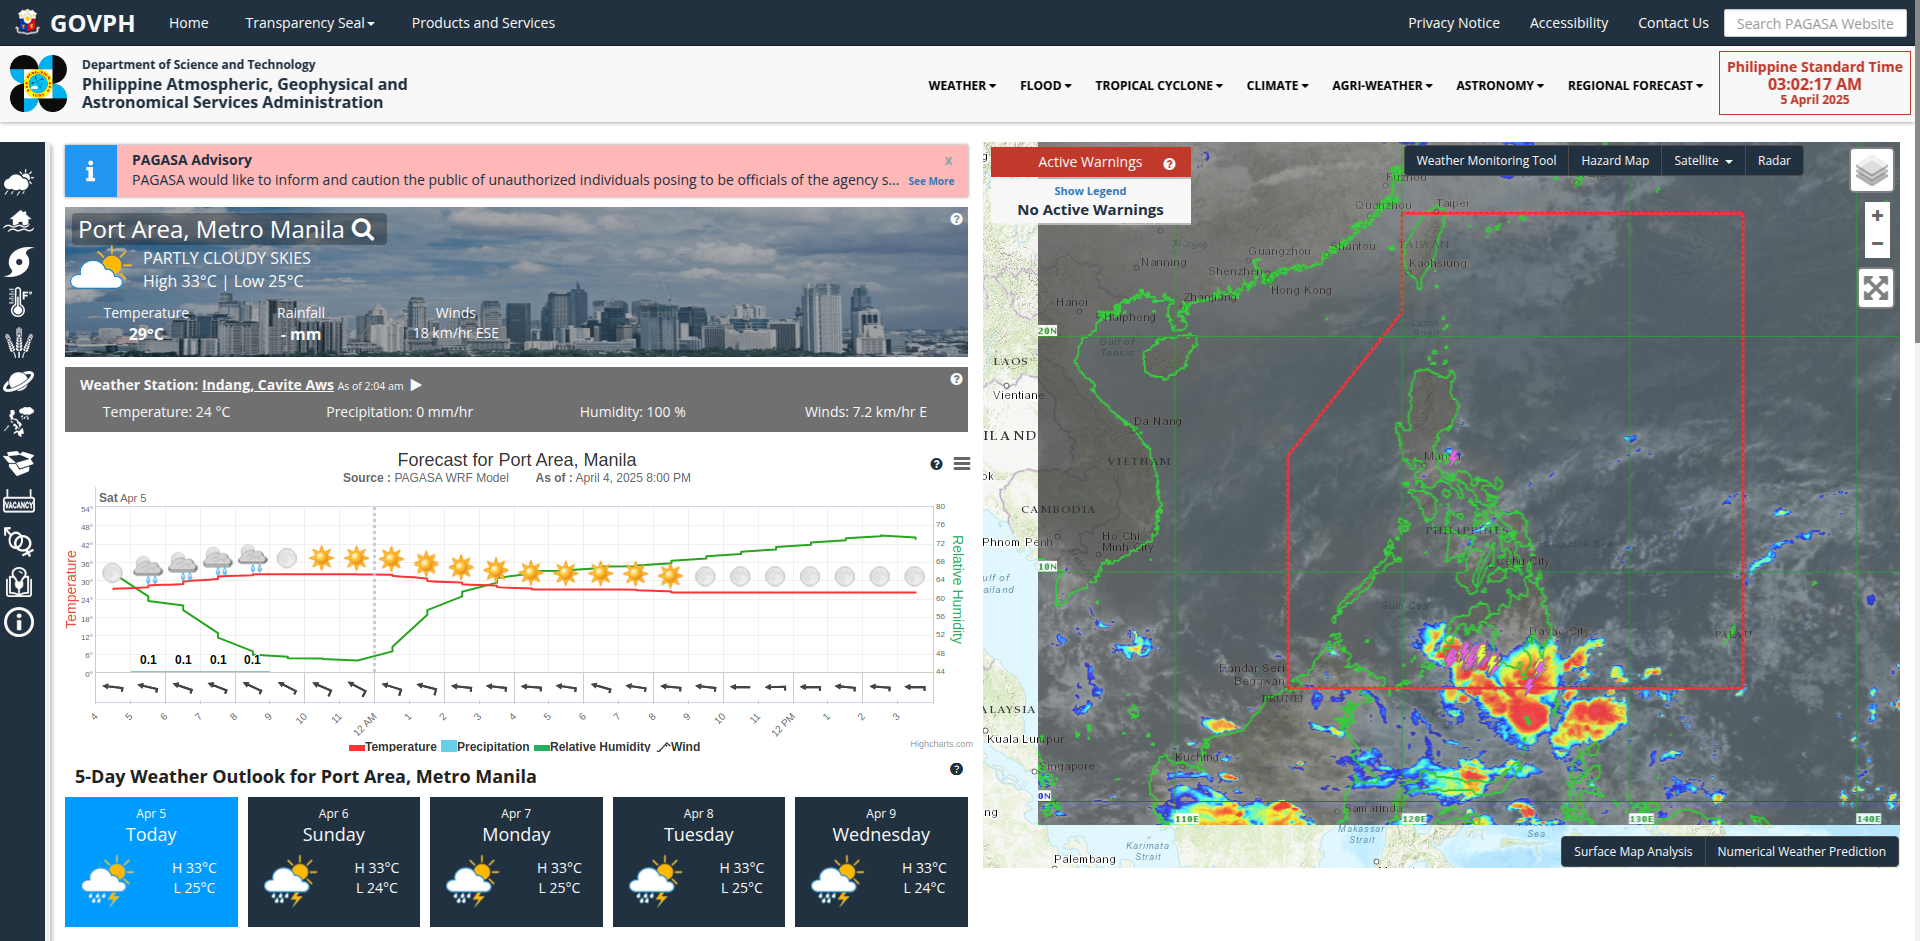 GOVPH
Home
Transparency Seal
Products and Services
Privacy Notice
Accessibility
Contact Us
Search PAGASA Website
Department of Science and Technology
Philippine Atmospheric, Geophysical and
Astronomical Services Administration
WEATHER
FLOOD
TROPICAL CYCLONE
CLIMATE
AGRI-WEATHER
ASTRONOMY
REGIONAL FORECAST
Philippine Standard Time
03:02:17 AM
5 April 2025
VACANCY
PAGASA Advisory
x
PAGASA would like to inform and caution the public of unauthorized individuals posing to be officials of the agency s... See More
Port Area, Metro Manila
PARTLY CLOUDY SKIES
High 33°C | Low 25°C
Temperature
Rainfall
Winds
29°C
- mm
18 km/hr ESE
Weather Station: Indang, Cavite Aws As of 2:04 am
Temperature: 24 °C
Precipitation: 0 mm/hr
Humidity: 100 %
Winds: 7.2 km/hr E
Forecast for Port Area, Manila
Source : PAGASA WRF Model As of : April 4, 2025 8:00 PM
Sat Apr 5
54°
48°
42°
36°
30°
24°
18°
12°
6°
0°
Temperature
80
76
72
68
64
60
56
52
48
44
Relative Humidity
0.1 0.1 0.1 0.1
4 5 6 7 8 9 10 11 12 AM 1 2 3 4 5 6 7 8 9 10 11 12 PM 1 2 3
Temperature Precipitation Relative Humidity Wind
Highcharts.com
5-Day Weather Outlook for Port Area, Metro Manila
Apr 5
Today
H 33°C
L 25°C
Apr 6
Sunday
H 33°C
L 24°C
Apr 7
Monday
H 33°C
L 25°C
Apr 8
Tuesday
H 33°C
L 25°C
Apr 9
Wednesday
H 33°C
L 24°C
Active Warnings
Show Legend
No Active Warnings
Weather Monitoring Tool
Hazard Map
Satellite
Radar
+
−
Fuzhou
Quanzhou
Taipei
TAIWAN
Guangzhou
Shantou
Nanning
Shenzhen
Kaohsiung
Hong Kong
Hanoi
Zhanjiang
Haiphong
20N
Luzon
Strait
Gulf of
Tonkin
LAOS
Vientiane
Da Nang
ILAND
VIETNAM
Manila
ok
CAMBODIA
PHILIPPINES
Phnom Penh
Ho Chi
Minh City
Philippine Sea
Cebu City
10N
ulf of
ailand
Sulu Sea
Davao City
PALAU
Bandar Seri
Begawan
BRUNEI
ALAYSIA
Kuala Lumpur
Kuching
Singapore
0N
Samarinda
ng
110E
120E
130E
140E
Makassar
Strait
Sea
Karimata
Strait
Palembang
Surface Map Analysis
Numerical Weather Prediction